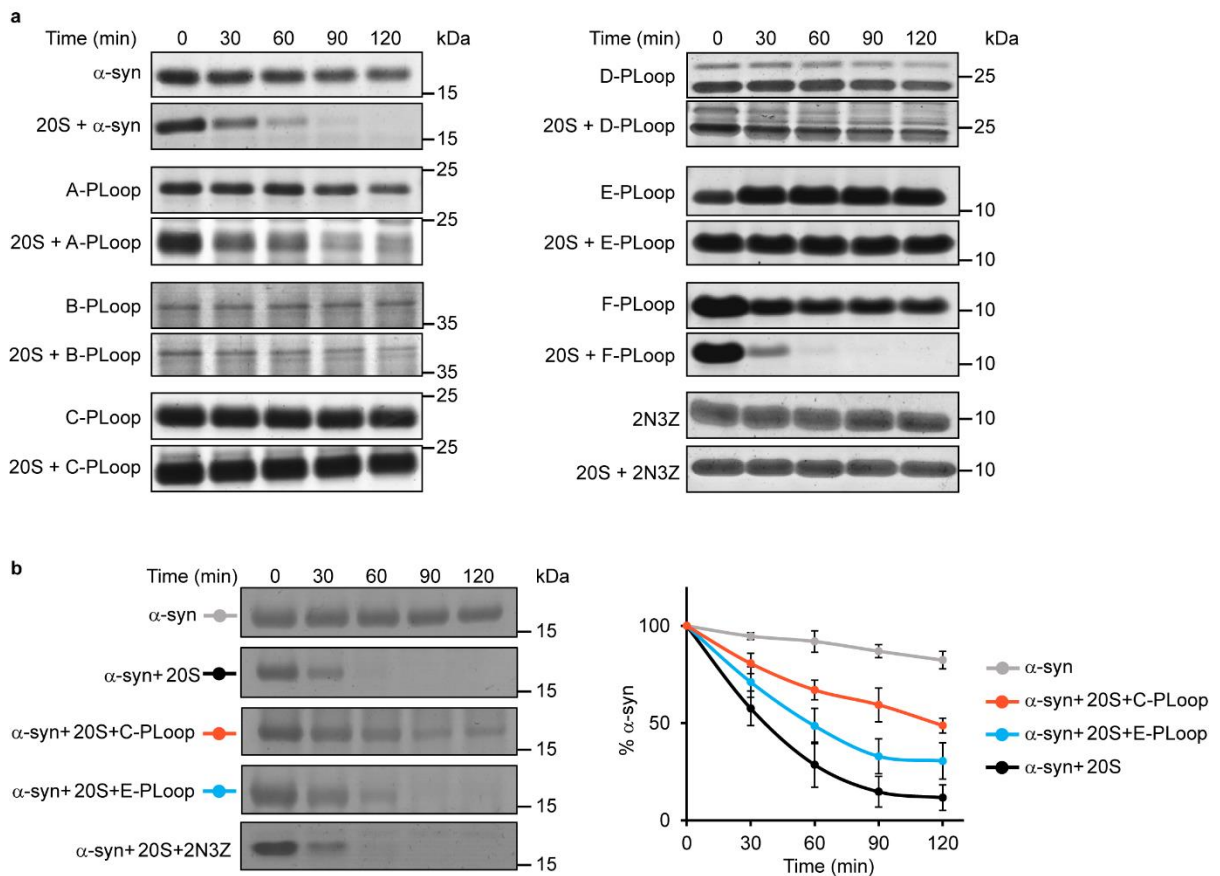 a
Time (min) 0 30 60 90 120 kDa
α-syn
15
20S + α-syn
15
25
A-PLoop
25
20S + A-PLoop
B-PLoop
35
20S + B-PLoop
35
25
C-PLoop
25
20S + C-PLoop
Time (min) 0 30 60 90 120 kDa
D-PLoop
25
20S + D-PLoop
25
E-PLoop
10
20S + E-PLoop
10
F-PLoop
10
20S + F-PLoop
10
2N3Z
10
20S + 2N3Z
10
b
Time (min) 0 30 60 90 120 kDa
α-syn
15
α-syn+ 20S
15
α-syn+ 20S+C-PLoop
15
α-syn+ 20S+E-PLoop
15
α-syn+ 20S+2N3Z
15
% α-syn
100
50
0
0 30 60 90 120
Time (min)
α-syn
α-syn+ 20S+C-PLoop
α-syn+ 20S+E-PLoop
α-syn+ 20S